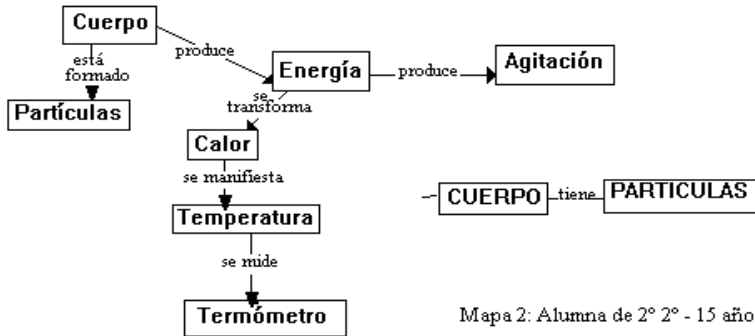 Cuerpo
produce
está
formado
Energía
produce
Agitación
se
transforma
Partículas
Calor
se manifiesta
Temperatura
CUERPO
tiene
PARTICULAS
se mide
Termómetro
Mapa 2: Alumna de 2º 2º - 15 año